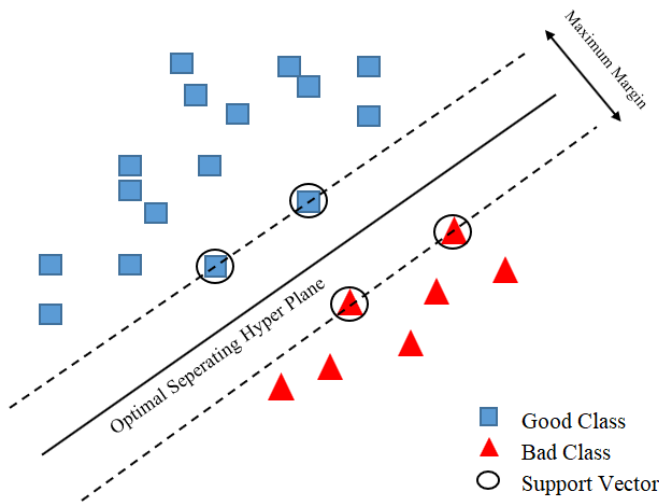 Maximum Margin
Optimal Seperating Hyper Plane
Good Class
Bad Class
Support Vector